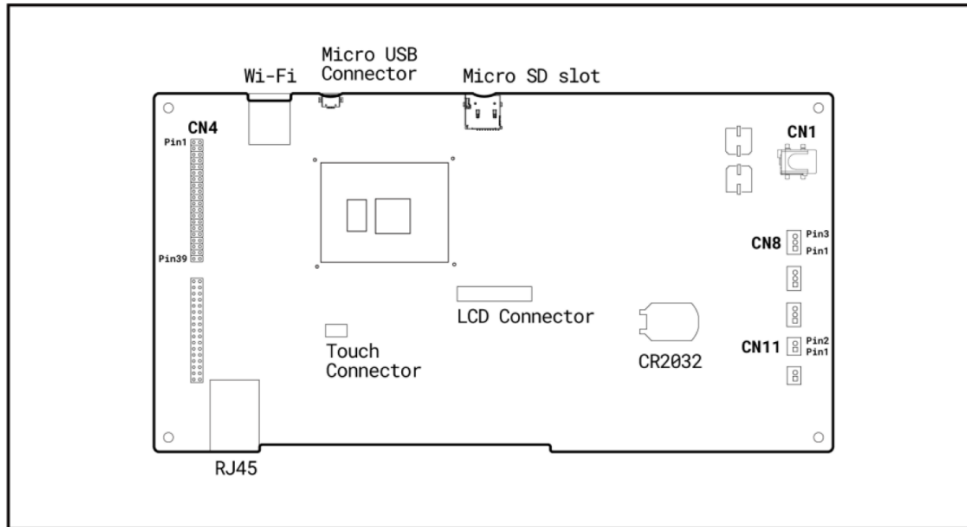 Micro USB
Connector
Wi-Fi
Micro SD slot
CN4
Pin1
CN1
CN8
Pin3
Pin1
Pin39
LCD Connector
Touch
Connector
CN11
Pin2
Pin1
CR2032
RJ45